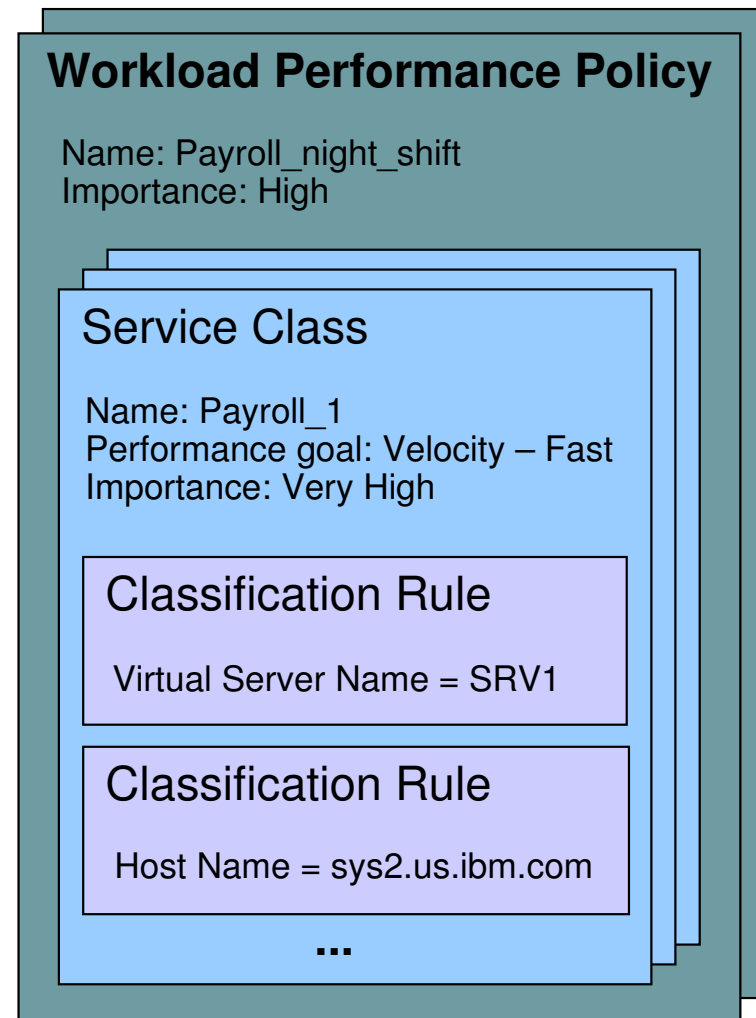 Workload Performance Policy
Name: Payroll_night_shift
Importance: High
Service Class
Name: Payroll_1
Performance goal: Velocity – Fast
Importance: Very High
Classification Rule
Virtual Server Name = SRV1
Classification Rule
Host Name = sys2.us.ibm.com
...